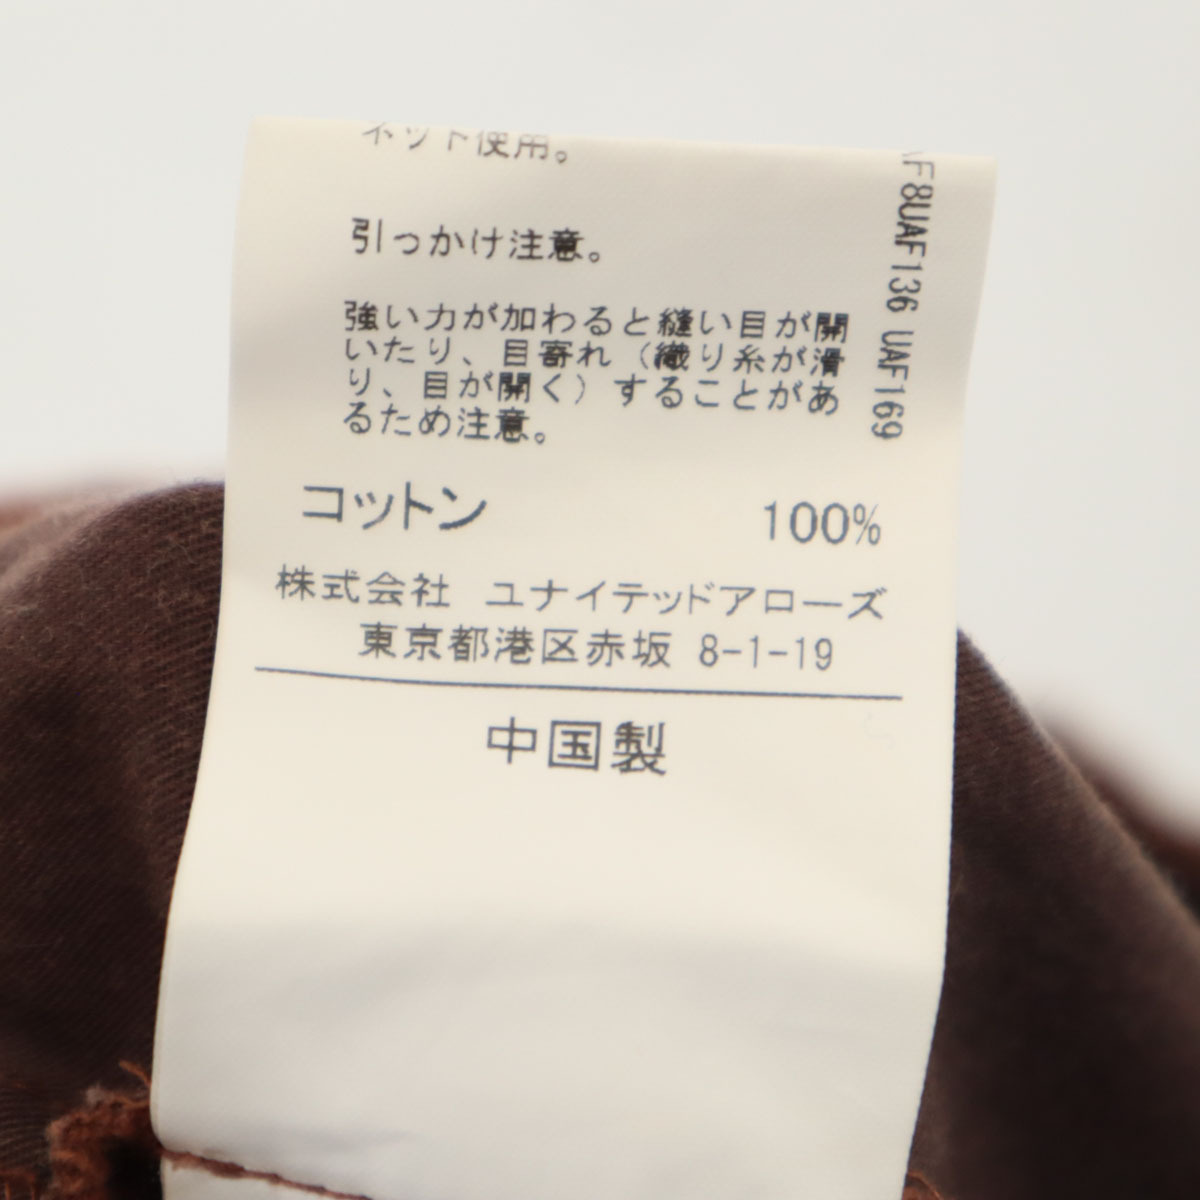 ネット使用。
引っかけ注意。
強い力が加わると縫い目が開
いたり、目寄れ（織り糸が滑
り、目が開く）することがあ
るため注意。
コットン 100%
株式会社 ユナイテッドアローズ
東京都港区赤坂 8-1-19
中国製
AF8UAF136 UAF169